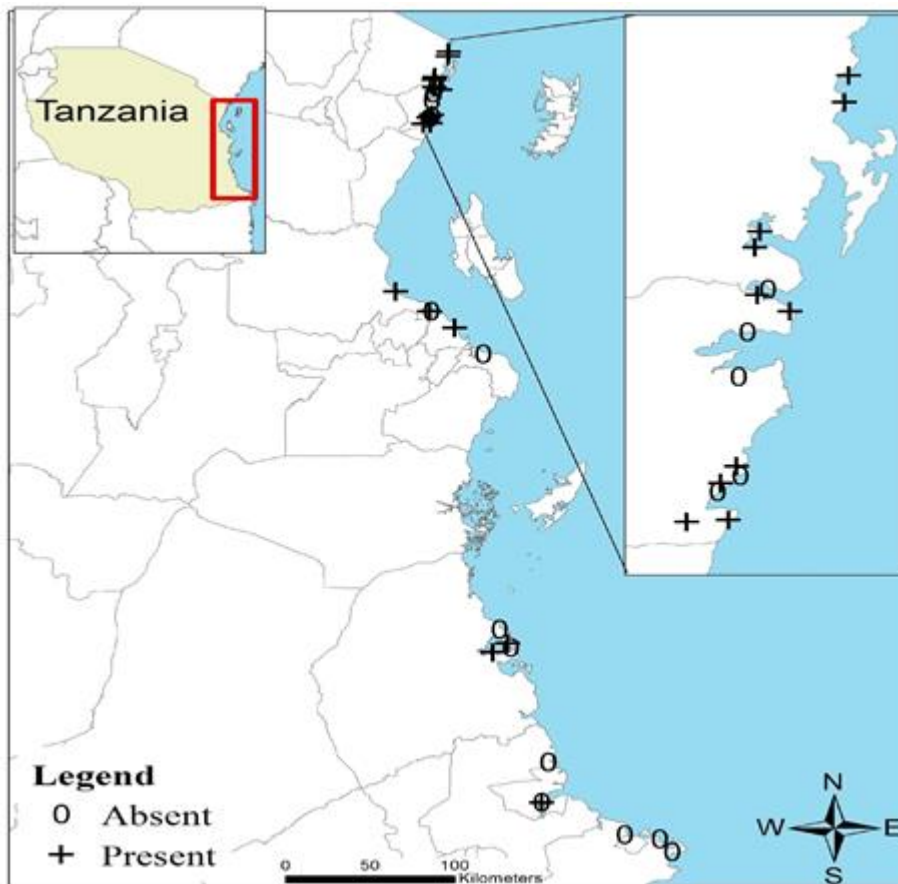 Tanzania
Legend
0 Absent
+ Present
0 50 100
Kilometers
N
W E
S